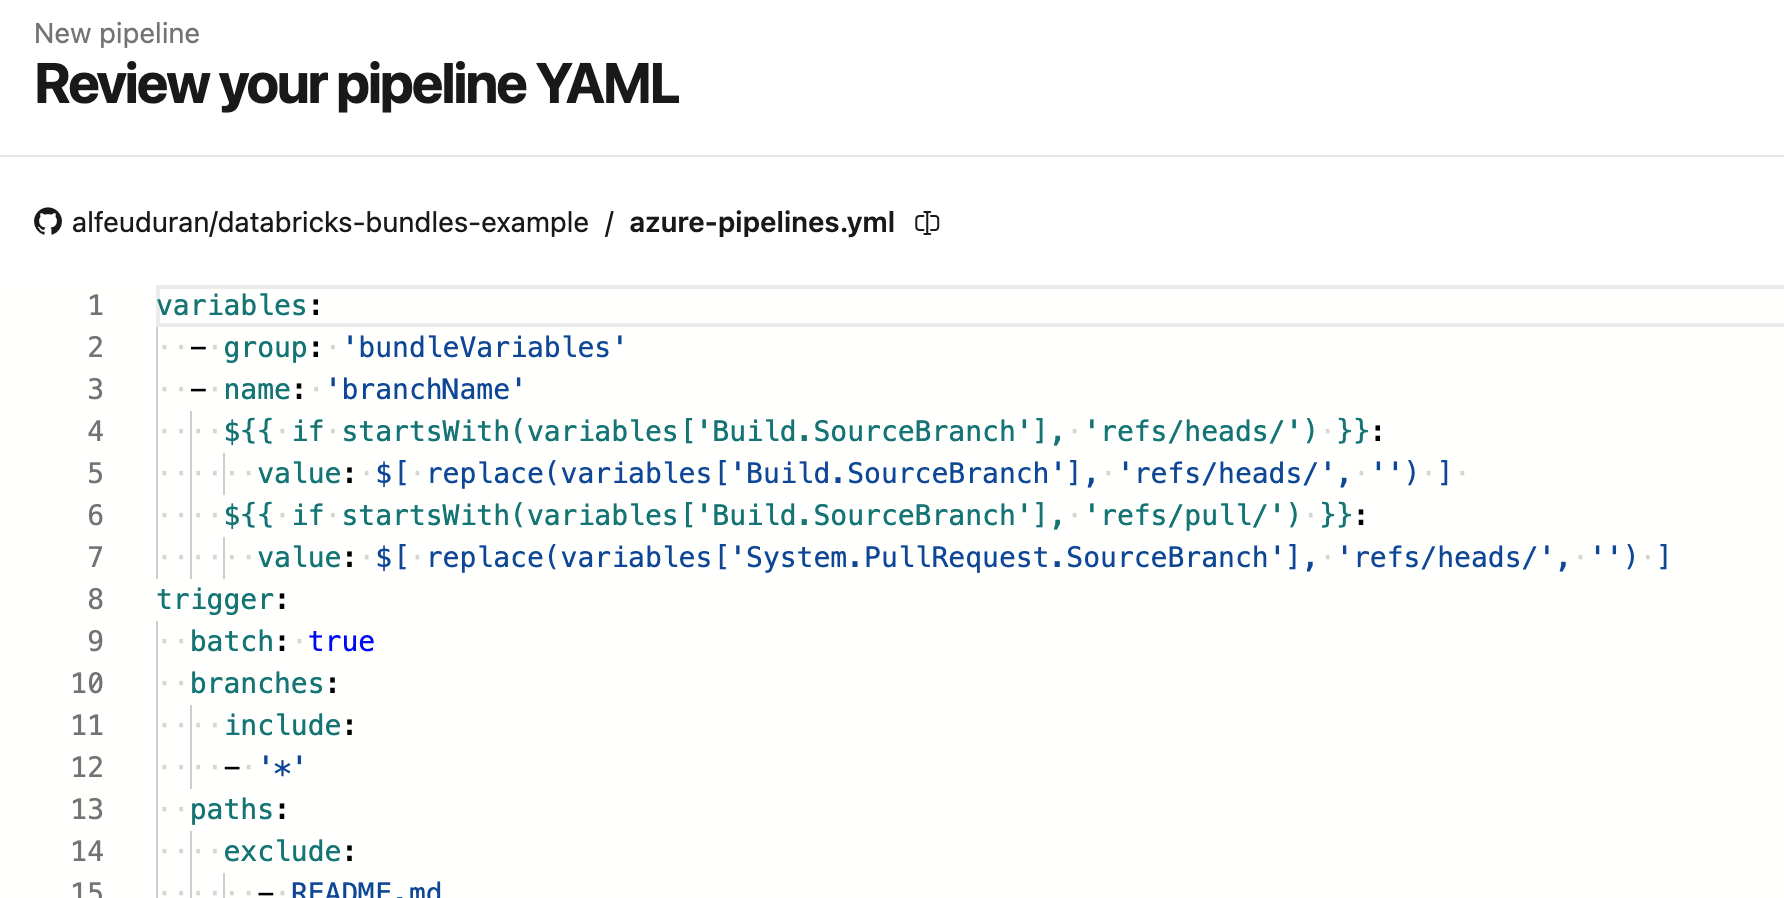 New pipeline
Review your pipeline YAML
alfeuduran/databricks-bundles-example / azure-pipelines.yml
1 variables:
2 - group: 'bundleVariables'
3 - name: 'branchName'
4 ${{ if startsWith(variables['Build.SourceBranch'], 'refs/heads/') }}:
5 value: $[ replace(variables['Build.SourceBranch'], 'refs/heads/', '') ]
6 ${{ if startsWith(variables['Build.SourceBranch'], 'refs/pull/') }}:
7 value: $[ replace(variables['System.PullRequest.SourceBranch'], 'refs/heads/', '') ]
8 trigger:
9 batch: true
10 branches:
11 include:
12 - '*'
13 paths:
14 exclude:
15 - README.md